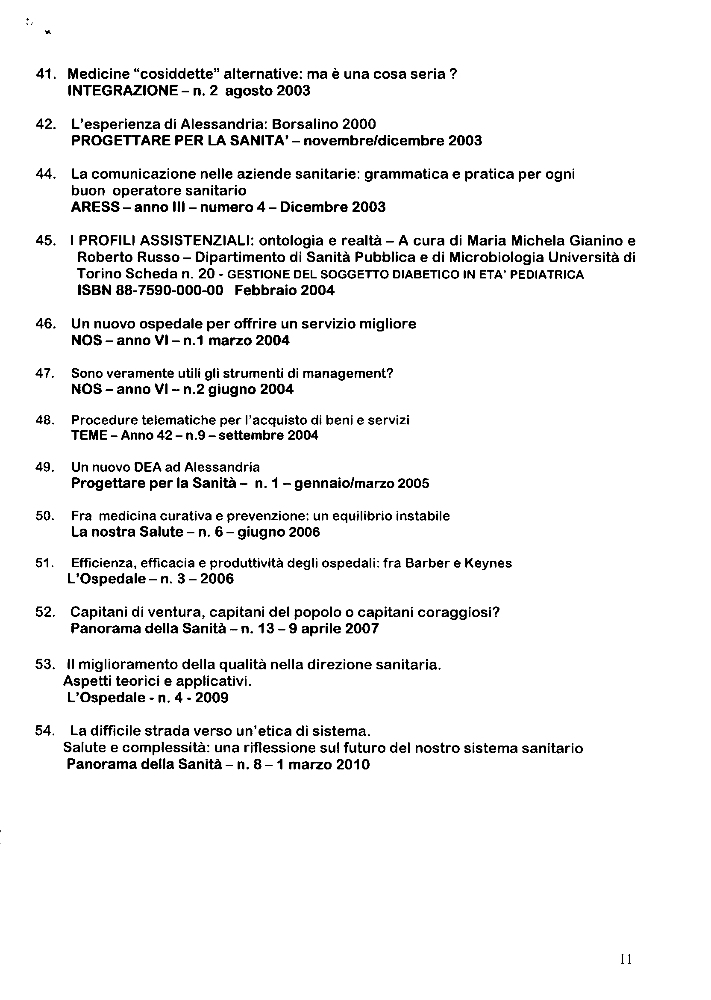 41. Medicine “cosiddette” alternative: ma è una cosa seria ?
INTEGRAZIONE – n. 2 agosto 2003
42. L’esperienza di Alessandria: Borsalino 2000
PROGETTARE PER LA SANITA’ – novembre/dicembre 2003
44. La comunicazione nelle aziende sanitarie: grammatica e pratica per ogni
buon operatore sanitario
ARESS – anno III – numero 4 – Dicembre 2003
45. I PROFILI ASSISTENZIALI: ontologia e realtà – A cura di Maria Michela Gianino e
Roberto Russo – Dipartimento di Sanità Pubblica e di Microbiologia Università di
Torino Scheda n. 20 - GESTIONE DEL SOGGETTO DIABETICO IN ETA’ PEDIATRICA
ISBN 88-7590-000-00 Febbraio 2004
46. Un nuovo ospedale per offrire un servizio migliore
NOS – anno VI – n.1 marzo 2004
47. Sono veramente utili gli strumenti di management?
NOS – anno VI – n.2 giugno 2004
48. Procedure telematiche per l’acquisto di beni e servizi
TEME – Anno 42 – n.9 – settembre 2004
49. Un nuovo DEA ad Alessandria
Progettare per la Sanità – n. 1 – gennaio/marzo 2005
50. Fra medicina curativa e prevenzione: un equilibrio instabile
La nostra Salute – n. 6 – giugno 2006
51. Efficienza, efficacia e produttività degli ospedali: fra Barber e Keynes
L’Ospedale – n. 3 – 2006
52. Capitani di ventura, capitani del popolo o capitani coraggiosi?
Panorama della Sanità – n. 13 – 9 aprile 2007
53. Il miglioramento della qualità nella direzione sanitaria.
Aspetti teorici e applicativi.
L’Ospedale - n. 4 - 2009
54. La difficile strada verso un’etica di sistema.
Salute e complessità: una riflessione sul futuro del nostro sistema sanitario
Panorama della Sanità – n. 8 – 1 marzo 2010
11